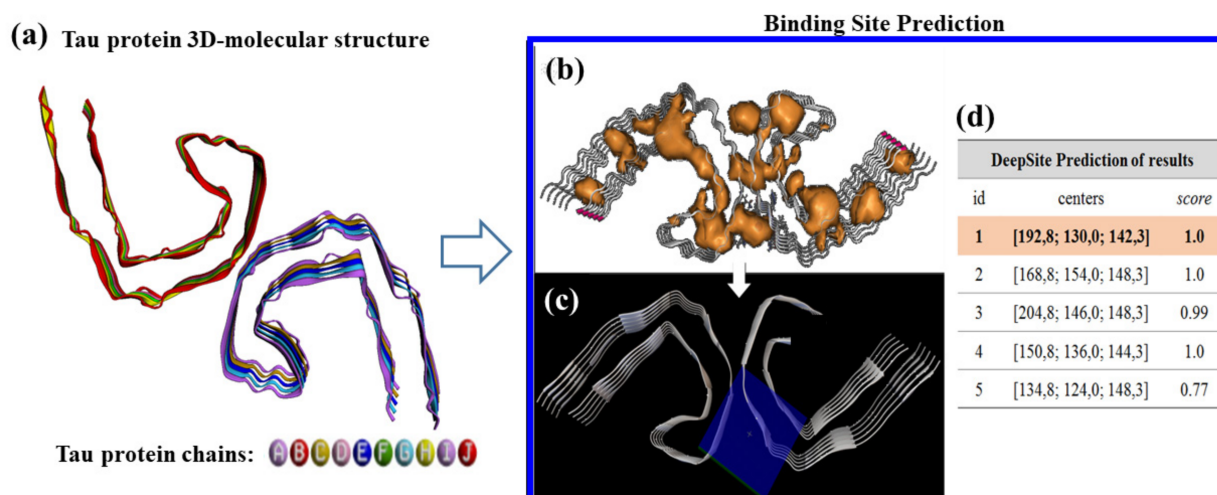 Binding Site Prediction
(a) Tau protein 3D-molecular structure
(b)
(c)
(d)
DeepSite Prediction of results
id centers score
1 [192,8; 130,0; 142,3] 1.0
2 [168,8; 154,0; 148,3] 1.0
3 [204,8; 146,0; 148,3] 0.99
4 [150,8; 136,0; 144,3] 1.0
5 [134,8; 124,0; 148,3] 0.77
Tau protein chains: A B C D E F G H I J